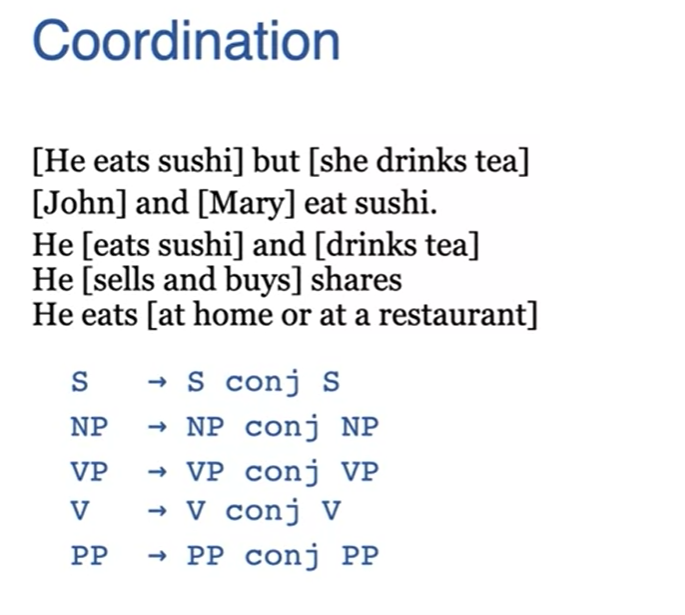 Coordination
[He eats sushi] but [she drinks tea]
[John] and [Mary] eat sushi.
He [eats sushi] and [drinks tea]
He [sells and buys] shares
He eats [at home or at a restaurant]
S → S conj S
NP → NP conj NP
VP → VP conj VP
V → V conj V
PP → PP conj PP